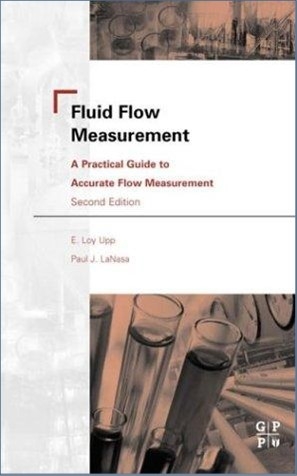 Fluid Flow
Measurement
A Practical Guide to
Accurate Flow Measurement
Second Edition
E. Loy Upp
Paul J. LaNasa
G P
P